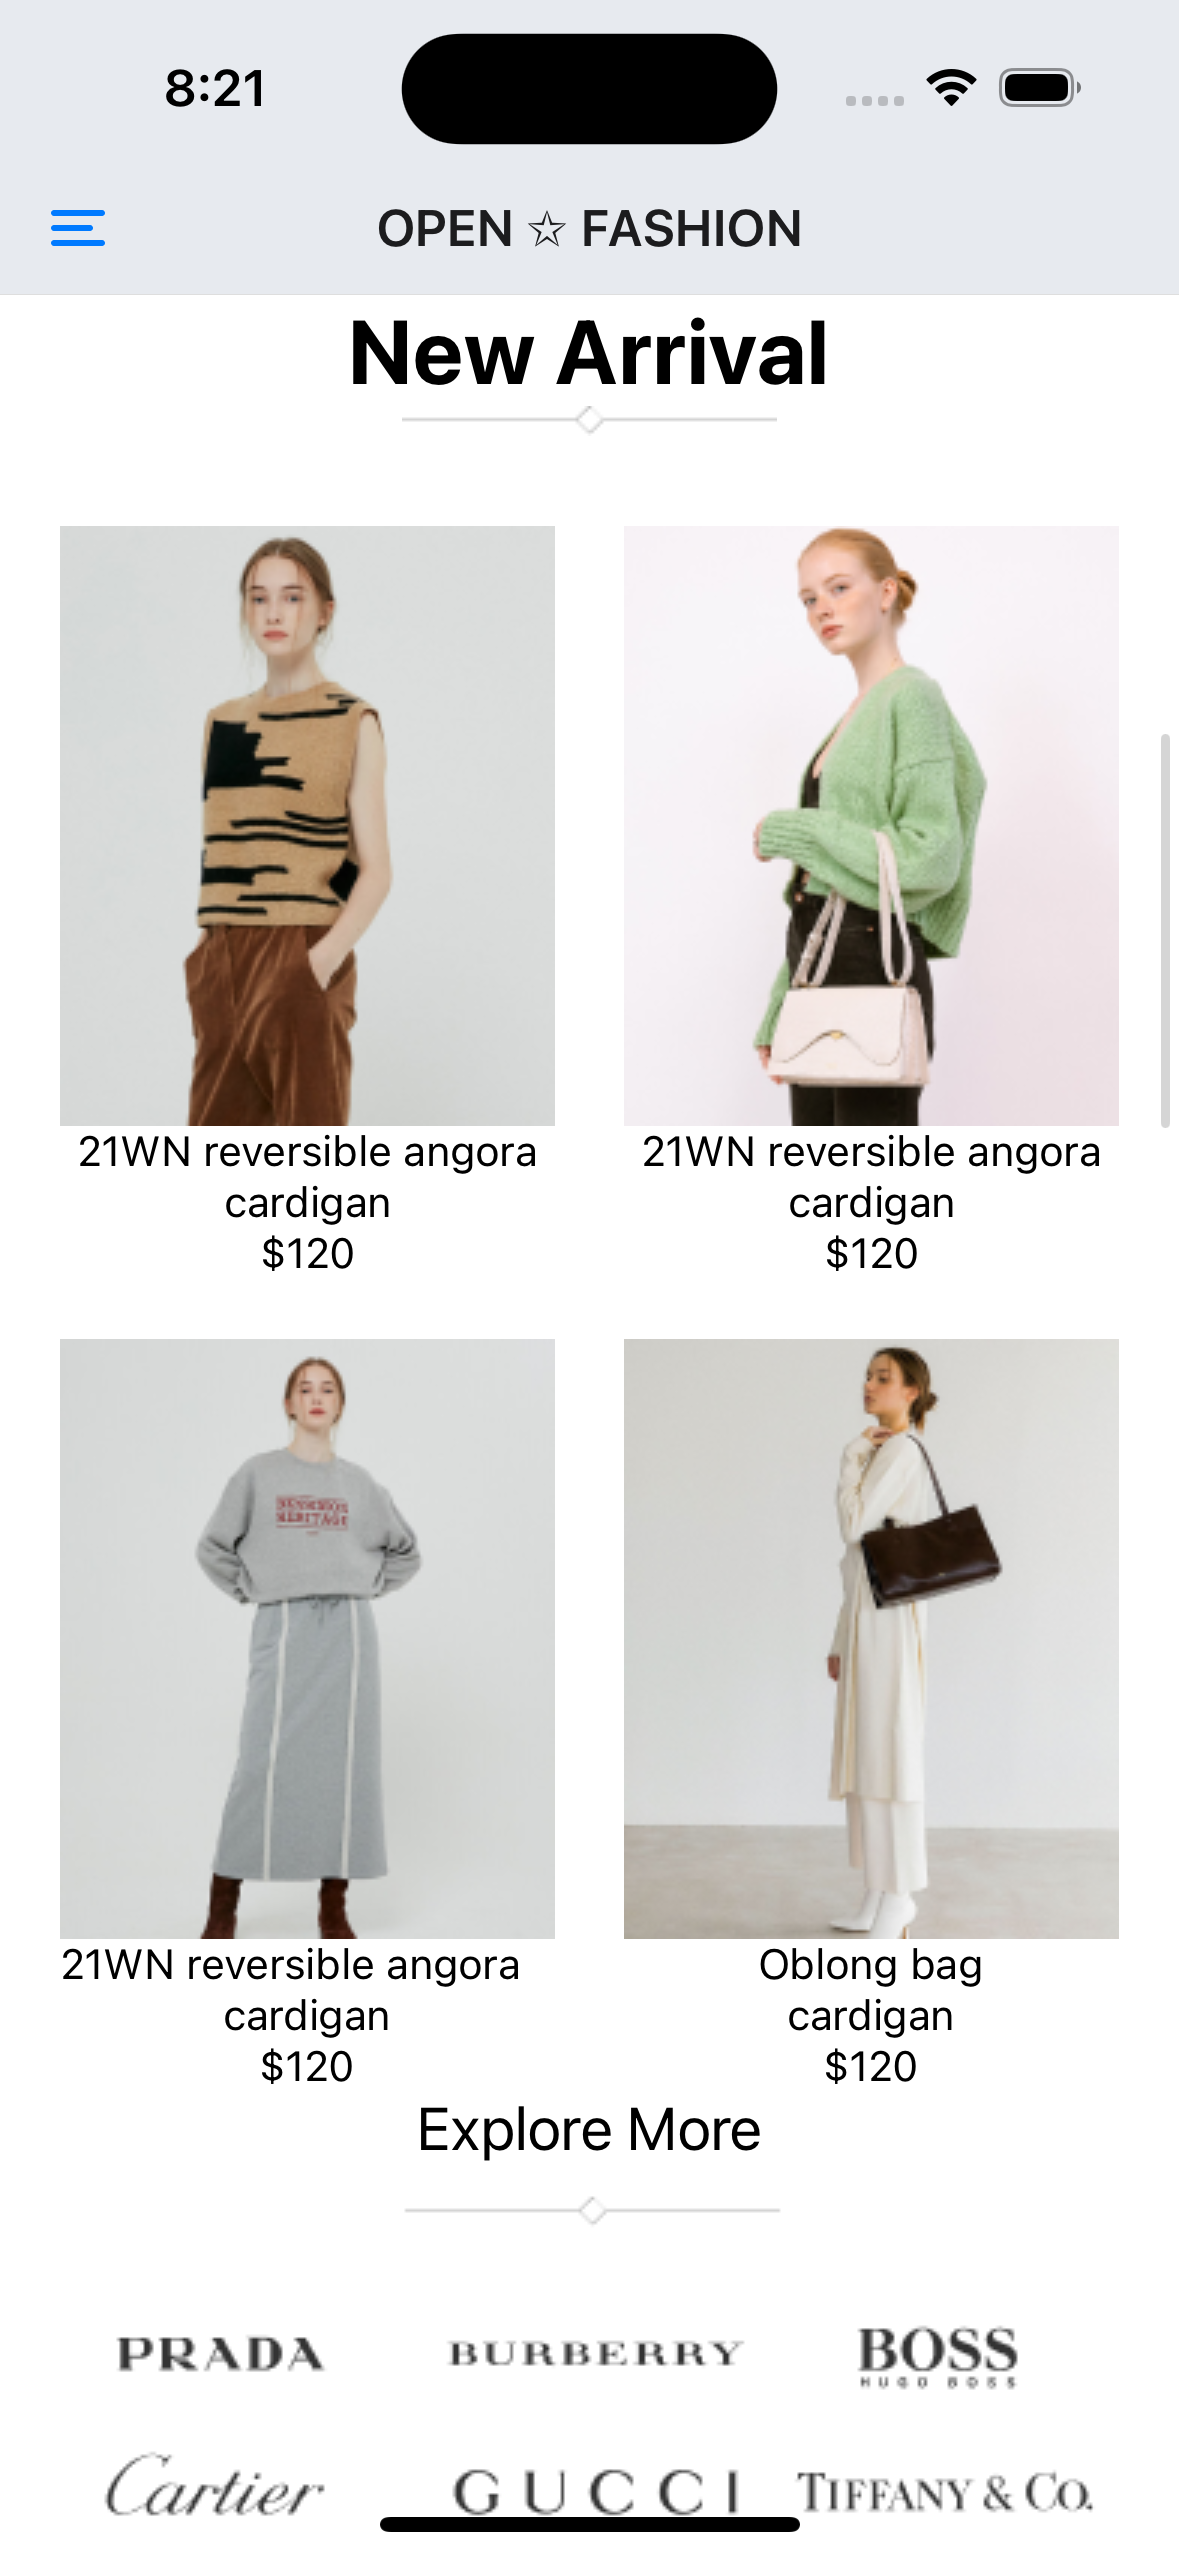 8:21
OPEN ☆ FASHION
New Arrival
21WN reversible angora
cardigan
$120
21WN reversible angora
cardigan
$120
HERITAGE
21WN reversible angora
cardigan
$120
Oblong bag
cardigan
$120
Explore More
PRADA
BURBERRY
BOSS
HUGO BOSS
Cartier
GUCCI
TIFFANY & CO.